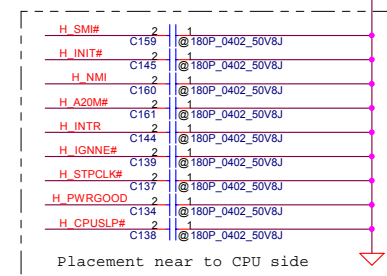 H_SMI# 2 1
C159 @180P_0402_50V8J
H_INIT# 2 1
C145 @180P_0402_50V8J
H_NMI 2 1
C160 @180P_0402_50V8J
H_A20M# 2 1
C161 @180P_0402_50V8J
H_INTR 2 1
C144 @180P_0402_50V8J
H_IGNNE# 2 1
C139 @180P_0402_50V8J
H_STPCLK# 2 1
C137 @180P_0402_50V8J
H_PWRGOOD 2 1
C134 @180P_0402_50V8J
H_CPUSLP# 2 1
C138 @180P_0402_50V8J
Placement near to CPU side